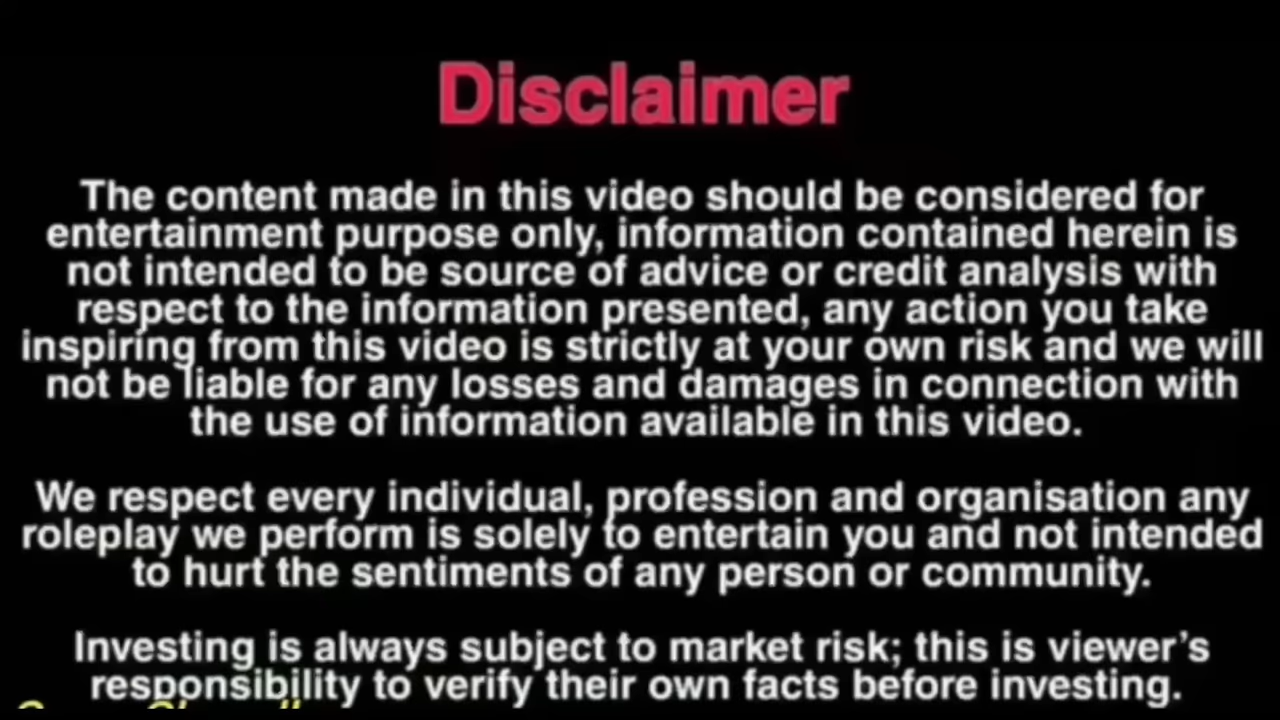 Disclaimer
The content made in this video should be considered for
entertainment purpose only, information contained herein is
not intended to be source of advice or credit analysis with
respect to the information presented, any action you take
inspiring from this video is strictly at your own risk and we will
not be liable for any losses and damages in connection with
the use of information available in this video.
We respect every individual, profession and organisation any
roleplay we perform is solely to entertain you and not intended
to hurt the sentiments of any person or community.
Investing is always subject to market risk; this is viewer's
responsibility to verify their own facts before investing.